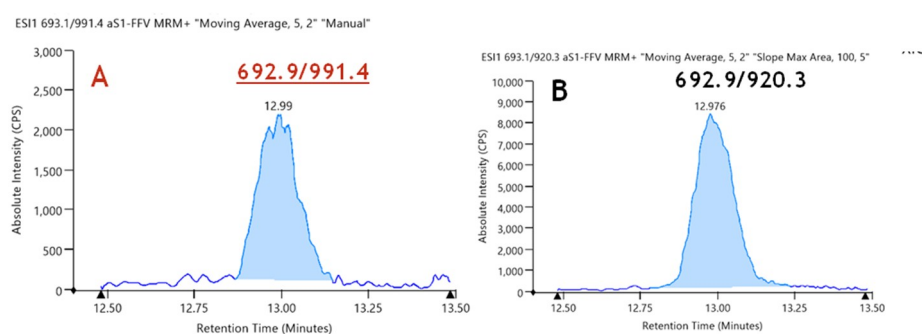 ESI1 693.1/991.4 aS1-FFV MRM+ "Moving Average, 5, 2" "Manual"
A
692.9/991.4
12.99
Absolute Intensity (CPS)
3,000
2,500
2,000
1,500
1,000
500
0
12.50 12.75 13.00 13.25 13.50
Retention Time (Minutes)
ESI1 693.1/920.3 aS1-FFV MRM+ "Moving Average, 5, 2" "Slope Max Area, 100, 5"
B
692.9/920.3
12.976
Absolute Intensity (CPS)
10,000
9,000
8,000
7,000
6,000
5,000
4,000
3,000
2,000
1,000
0
12.50 12.75 13.00 13.25 13.50
Retention Time (Minutes)